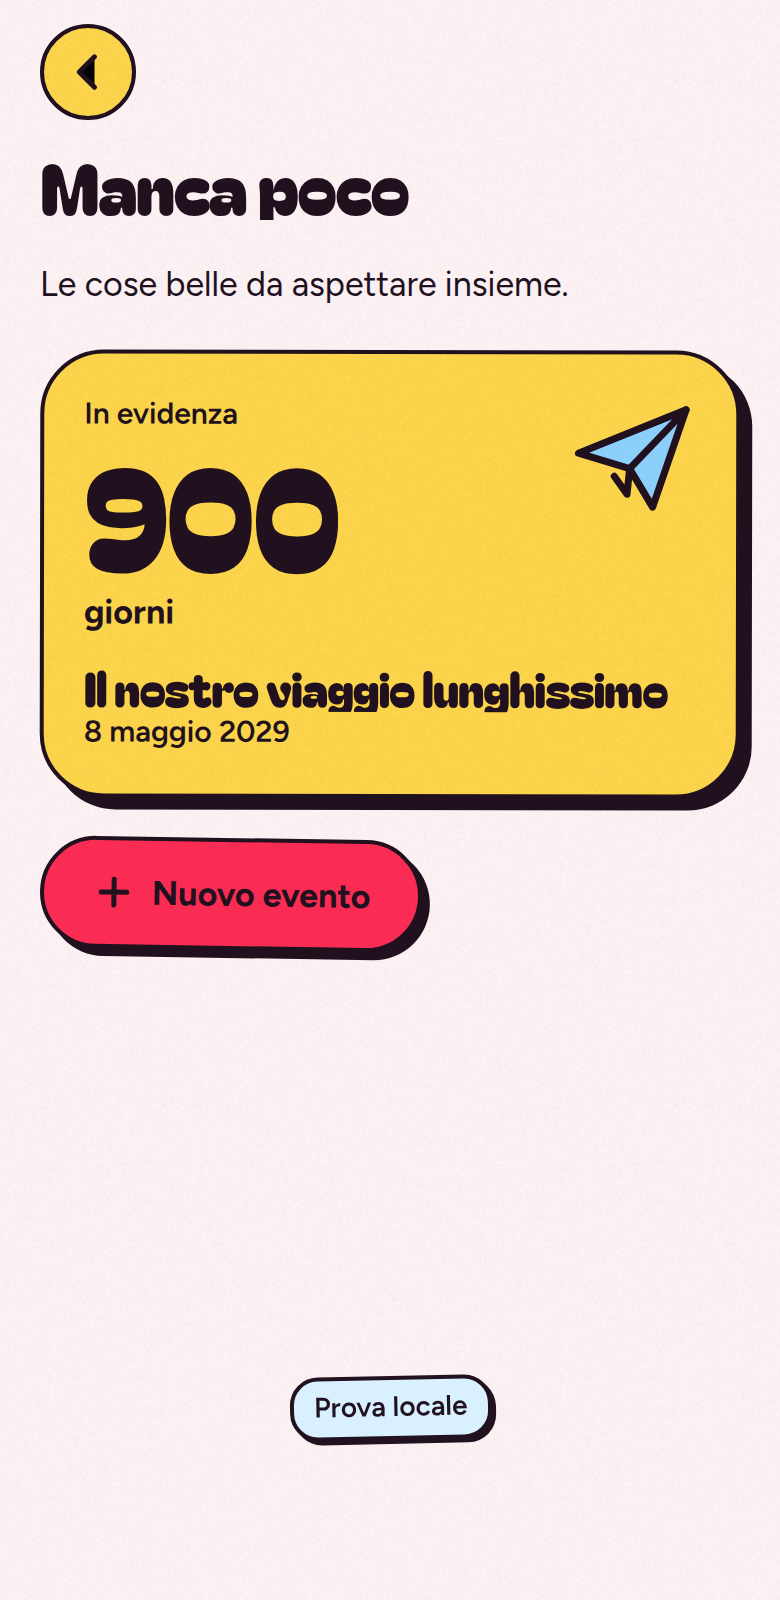 Manca poco
Le cose belle da aspettare insieme.
In evidenza
900
giorni
Il nostro viaggio lunghissimo
8 maggio 2029
Nuovo evento
Prova locale